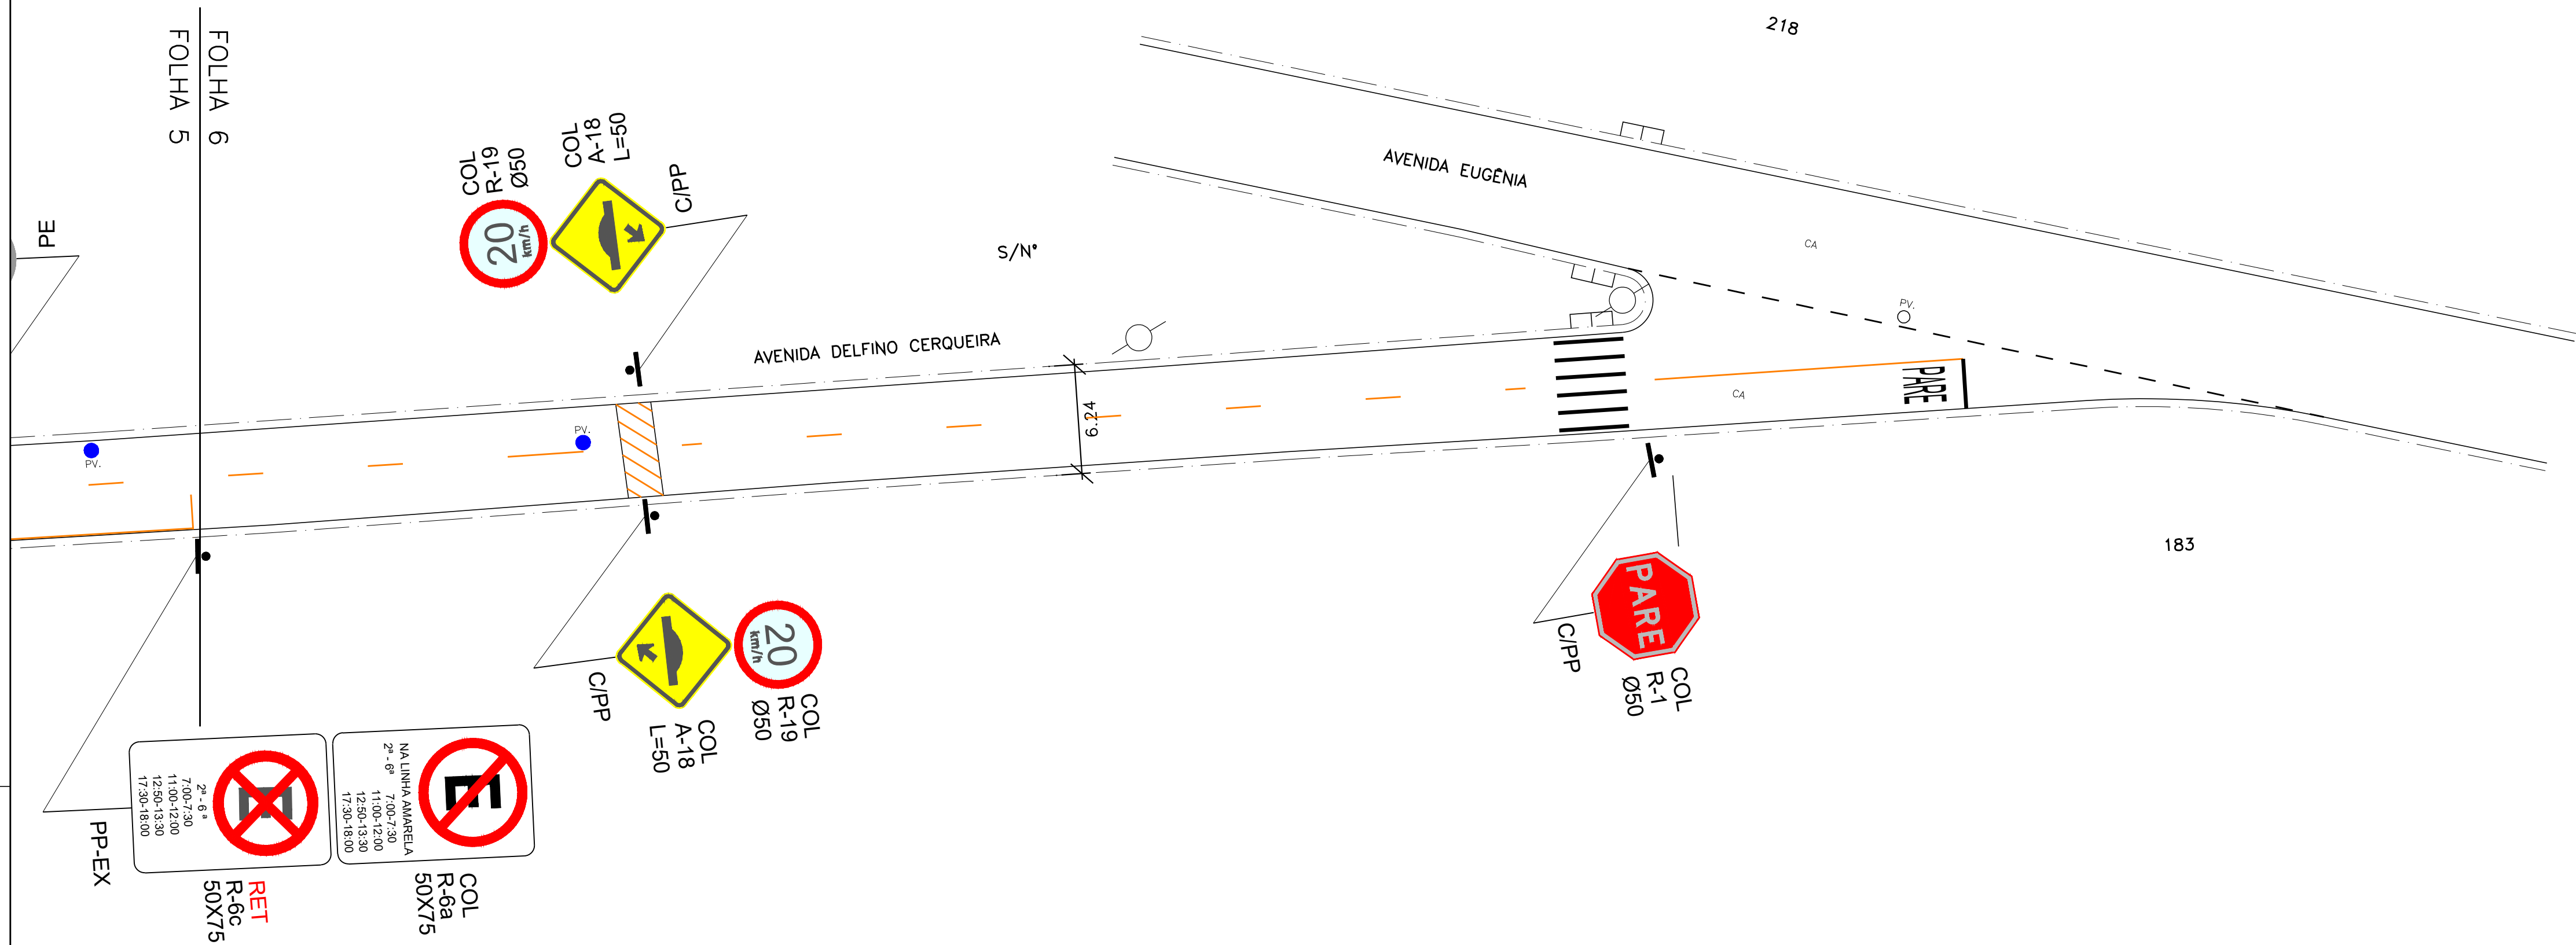 218
FOLHA 6
FOLHA 5
PE
COL
R-19
Ø50
20
km/h
COL
A-18
L=50
C/PP
S/Nº
AVENIDA EUGÊNIA
AVENIDA DELFINO CERQUEIRA
CA
PV.
6.24
CA
PARE
PV.
PV.
183
20
km/h
COL
R-19
Ø50
COL
A-18
L=50
C/PP
PARE
COL
R-1
Ø50
C/PP
E
2ª - 6ª
7:00-7:30
11:00-12:00
12:50-13:30
17:30-18:00
RET
R-6c
50X75
E
NA LINHA AMARELA
2ª - 6ª 7:00-7:30
11:00-12:00
12:50-13:30
17:30-18:00
COL
R-6a
50X75
PP-EX